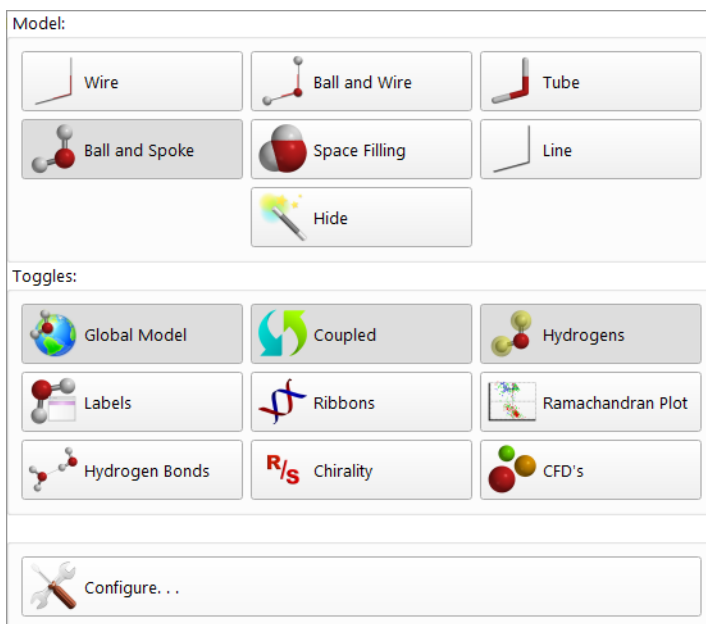 Model:
Wire
Ball and Wire
Tube
Ball and Spoke
Space Filling
Line
Hide
Toggles:
Global Model
Coupled
Hydrogens
Labels
Ribbons
Ramachandran Plot
Hydrogen Bonds
R/S Chirality
CFD's
Configure. . .